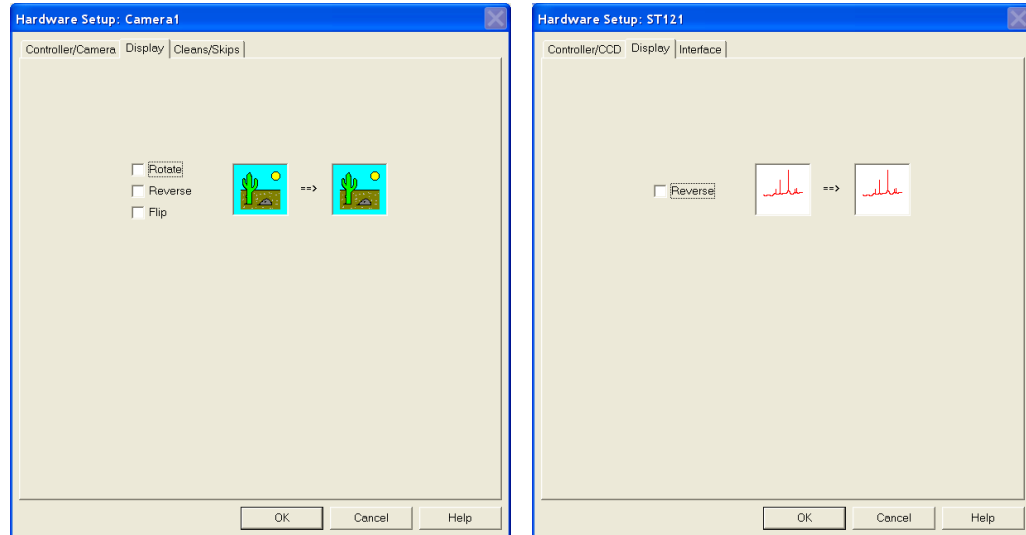 Hardware Setup: Camera1
Controller/Camera Display Cleans/Skips
Rotate
Reverse
Flip
==>
OK Cancel Help
Hardware Setup: ST121
Controller/CCD Display Interface
Reverse
==>
OK Cancel Help